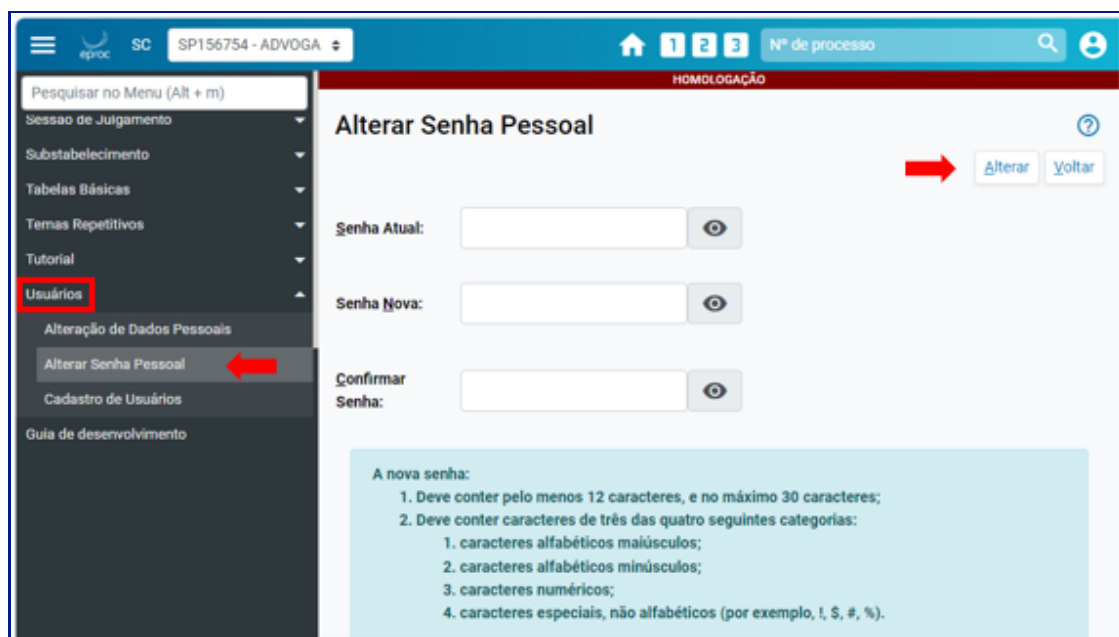 eproc SC SP156754 - ADVOGA 1 2 3 Nº de processo
HOMOLOGAÇÃO
Pesquisar no Menu (Alt + m)
Sessão de Julgamento
Substabelecimento
Tabelas Básicas
Temas Repetitivos
Tutorial
Usuários
Alteração de Dados Pessoais
Alterar Senha Pessoal
Cadastro de Usuários
Guia de desenvolvimento
Alterar Senha Pessoal
Alterar Voltar
Senha Atual:
Senha Nova:
Confirmar
Senha:
A nova senha:
1. Deve conter pelo menos 12 caracteres, e no máximo 30 caracteres;
2. Deve conter caracteres de três das quatro seguintes categorias:
1. caracteres alfabéticos maiúsculos;
2. caracteres alfabéticos minúsculos;
3. caracteres numéricos;
4. caracteres especiais, não alfabéticos (por exemplo, !, $, #, %).